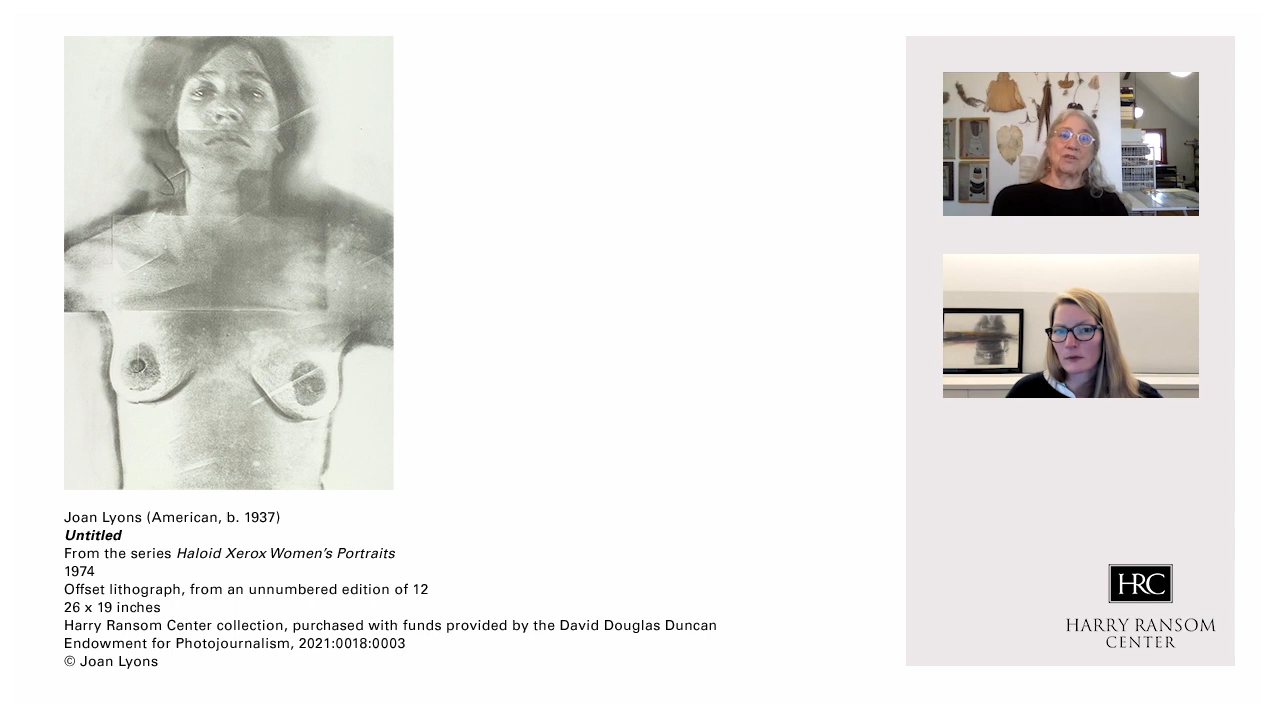 Joan Lyons (American, b. 1937)
Untitled
From the series Haloid Xerox Women's Portraits
1974
Offset lithograph, from an unnumbered edition of 12
26 x 19 inches
Harry Ransom Center collection, purchased with funds provided by the David Douglas Duncan
Endowment for Photojournalism, 2021:0018:0003
© Joan Lyons
HRC
HARRY RANSOM
CENTER